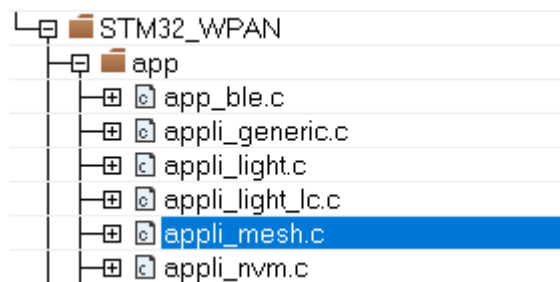 STM32_WPAN
app
app_ble.c
appli_generic.c
appli_light.c
appli_light_lc.c
appli_mesh.c
appli_nvm.c